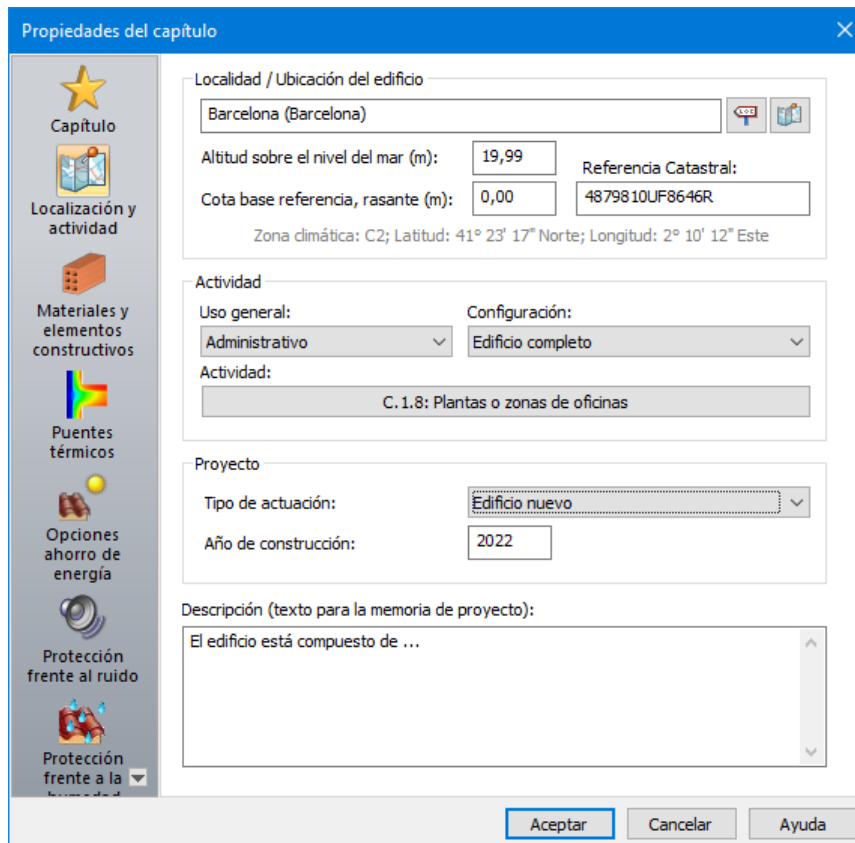 Propiedades del capítulo
Capítulo
Localización y
actividad
Materiales y
elementos
constructivos
Puentes
térmicos
Opciones
ahorro de
energía
Protección
frente al ruido
Protección
frente a la
humedad
Localidad / Ubicación del edificio
Barcelona (Barcelona)
Altitud sobre el nivel del mar (m):
19,99
Referencia Catastral:
Cota base referencia, rasante (m):
0,00
4879810UF8646R
Zona climática: C2; Latitud: 41º 23' 17" Norte; Longitud: 2º 10' 12" Este
Actividad
Uso general:
Configuración:
Administrativo
Edificio completo
Actividad:
C.1.8: Plantas o zonas de oficinas
Proyecto
Tipo de actuación:
Edificio nuevo
Año de construcción:
2022
Descripción (texto para la memoria de proyecto):
El edificio está compuesto de ...
Aceptar
Cancelar
Ayuda